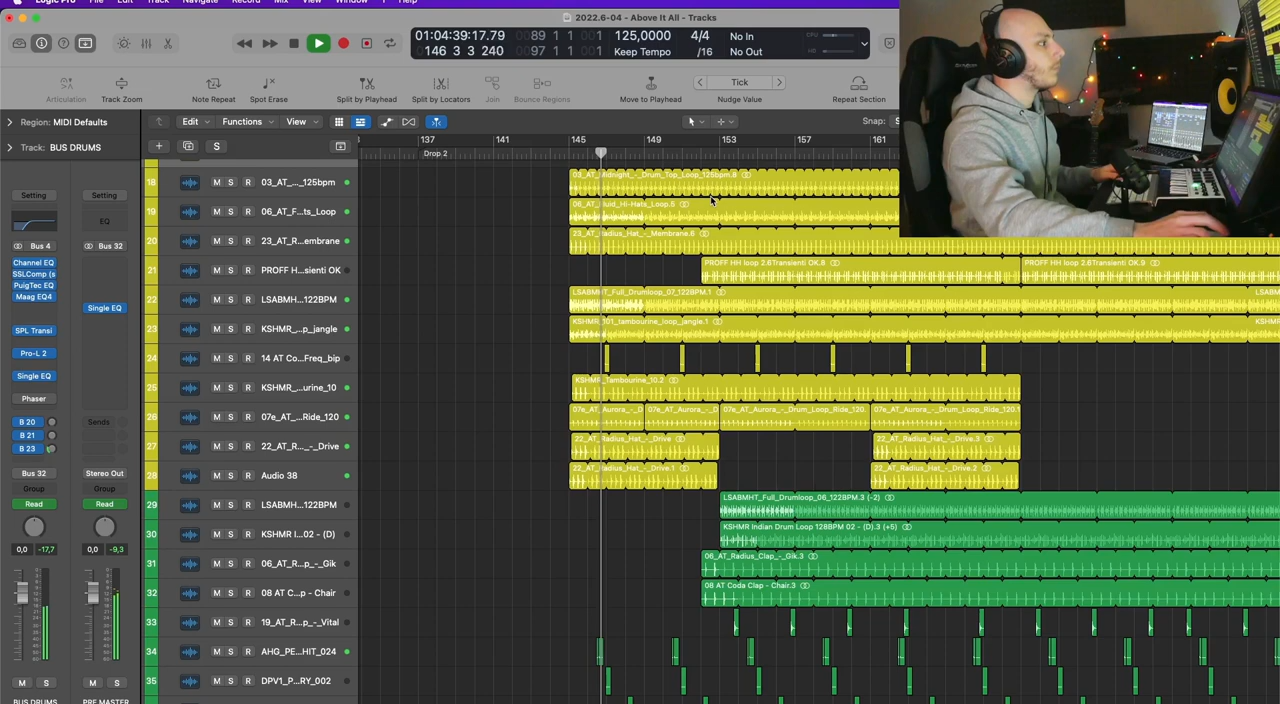 Logic Pro File Edit Track Navigate Record Mix View Window Help
2022.6-04 - Above It All - Tracks
01:04:39:17.79 0089 1 1 001 125,0000 4/4 No In CPU
0146 3 3 240 0097 1 1 001 Keep Tempo /16 No Out HD
Articulation Track Zoom Note Repeat Spot Erase Split by Playhead Split by Locators Join Bounce Regions Move to Playhead Tick Nudge Value Repeat Section
Region: MIDI Defaults Edit Functions View Snap: S
Track: BUS DRUMS S 137 141 145 149 153 157 161
Drop 2
18 M S R 03_AT_..._125bpm 03_AT_Midnight_-_Drum_Top_Loop_125bpm.8
19 M S R 06_AT_F...ts_Loop 06_AT_Fluid_Hi-Hats_Loop.5
20 M S R 23_AT_R...embrane 23_AT_Radius_Hat_-_Membrane.6
21 M S R PROFF H...sienti OK PROFF HH loop 2.6Transienti OK.8 PROFF HH loop 2.6Transienti OK.9
22 M S R LSABMH...122BPM LSABMHT_Full_Drumloop_07_122BPM.1 LSABM
23 M S R KSHMR_...p_jangle KSHMR_101_tambourine_loop_jangle.1 KSHMR
24 M S R 14 AT Co...Freq_bip
25 M S R KSHMR_...urine_10 KSHMR_Tambourine_10.2
26 M S R 07e_AT_...Ride_120 07e_AT_Aurora_-_D 07e_AT_Aurora_-_D 07e_AT_Aurora_-_Drum_Loop_Ride_120. 07e_AT_Aurora_-_Drum_Loop_Ride_120.1
27 M S R 22_AT_R..._-_Drive 22_AT_Radius_Hat_-_Drive 22_AT_Radius_Hat_-_Drive.3
28 M S R Audio 38 22_AT_Radius_Hat_-_Drive.1 22_AT_Radius_Hat_-_Drive.2
29 M S R LSABMH...122BPM LSABMHT_Full_Drumloop_06_122BPM.3 (-2)
30 M S R KSHMR I...02 - (D) KSHMR Indian Drum Loop 128BPM 02 - (D).3 (+5)
31 M S R 06_AT_R...p_-_Gik 06_AT_Radius_Clap_-_Gik.3
32 M S R 08 AT C...p - Chair 08 AT Coda Clap - Chair.3
33 M S R 19_AT_R...p_-_Vital
34 M S R AHG_PE...HIT_024
35 M S R DPV1_P...RY_002
Setting Setting
EQ
Bus 4 Bus 32
Channel EQ
SSLComp (s
PuigTec EQ
Maag EQ4
Single EQ
SPL Transi
Pro-L 2
Single EQ
Phaser
B 20 Sends
B 21
B 23
Bus 32 Stereo Out
Group Group
Read Read
0,0 -17,7 0,0 -9,3
M S M S
BUS DRUMS PRE MASTER